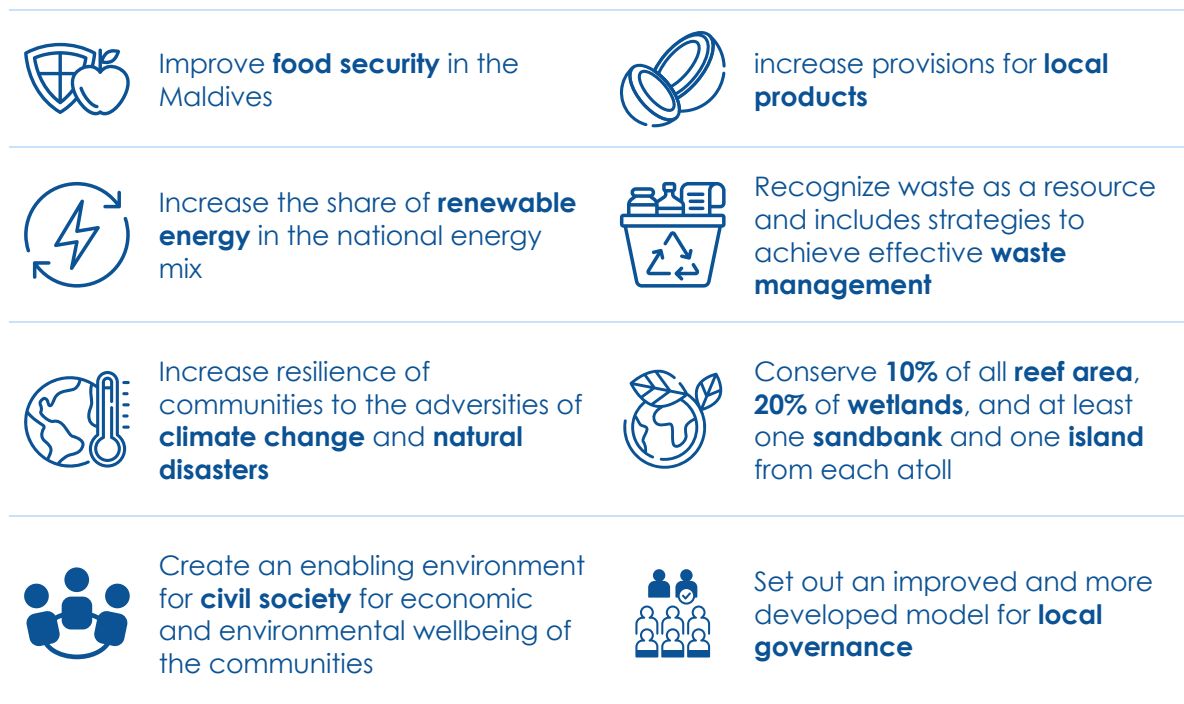 Improve food security in the
Maldives
increase provisions for local
products
Increase the share of renewable
energy in the national energy
mix
Recognize waste as a resource
and includes strategies to
achieve effective waste
management
Increase resilience of
communities to the adversities of
climate change and natural
disasters
Conserve 10% of all reef area,
20% of wetlands, and at least
one sandbank and one island
from each atoll
Create an enabling environment
for civil society for economic
and environmental wellbeing of
the communities
Set out an improved and more
developed model for local
governance